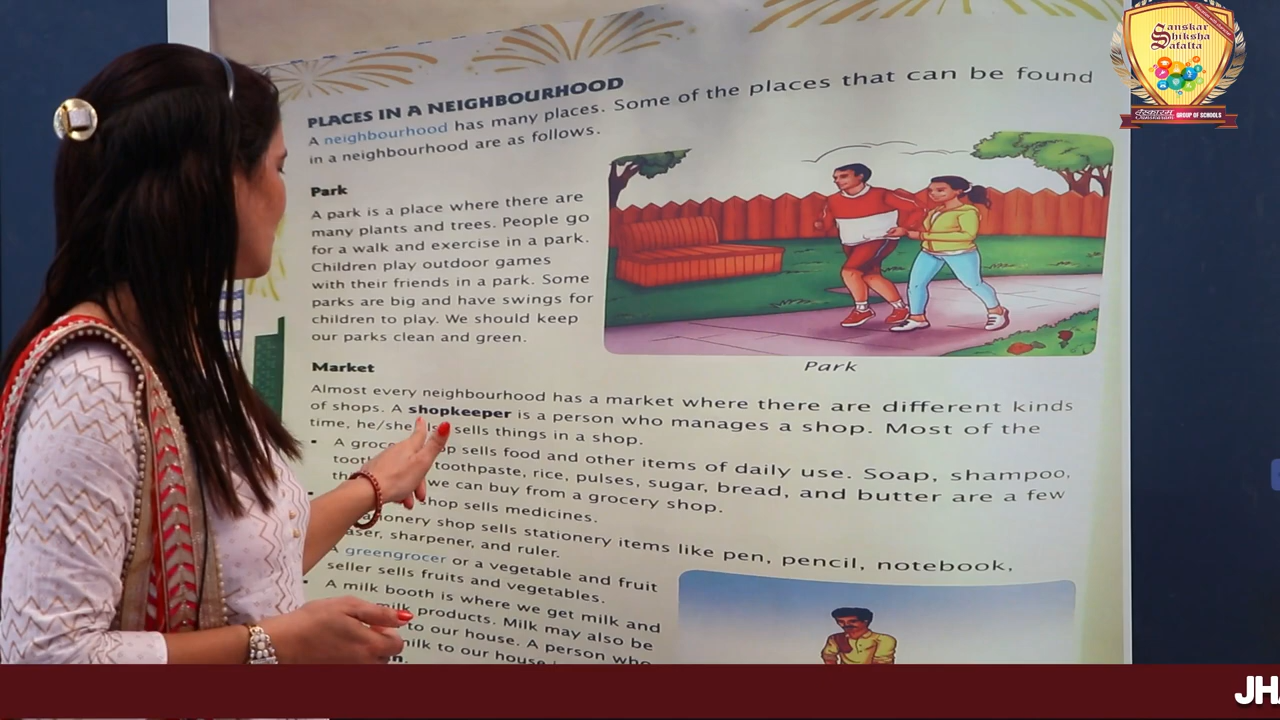 PLACES IN A NEIGHBOURHOOD
A neighbourhood has many places. Some of the places that can be found
in a neighbourhood are as follows.
Park
A park is a place where there are
many plants and trees. People go
for a walk and exercise in a park.
Children play outdoor games
with their friends in a park. Some
parks are big and have swings for
children to play. We should keep
our parks clean and green.
Park
Market
Almost every neighbourhood has a market where there are different kinds
of shops. A shopkeeper is a person who manages a shop. Most of the
time, he/she sells things in a shop.
A sells food and other items of daily use. Soap, shampoo,
toothpaste, rice, pulses, sugar, bread, and butter are a few
we can buy from a grocery shop.
shop sells medicines.
shop sells stationery items like pen, pencil, notebook,
sharpener, and ruler.
A greengrocer or a vegetable and fruit
seller sells fruits and vegetables.
A milk booth is where we get milk and
milk products. Milk may also be
to our house. A person who
milk to our house
Sanskar
Shiksha
Safalta
GROUP OF SCHOOLS
JH